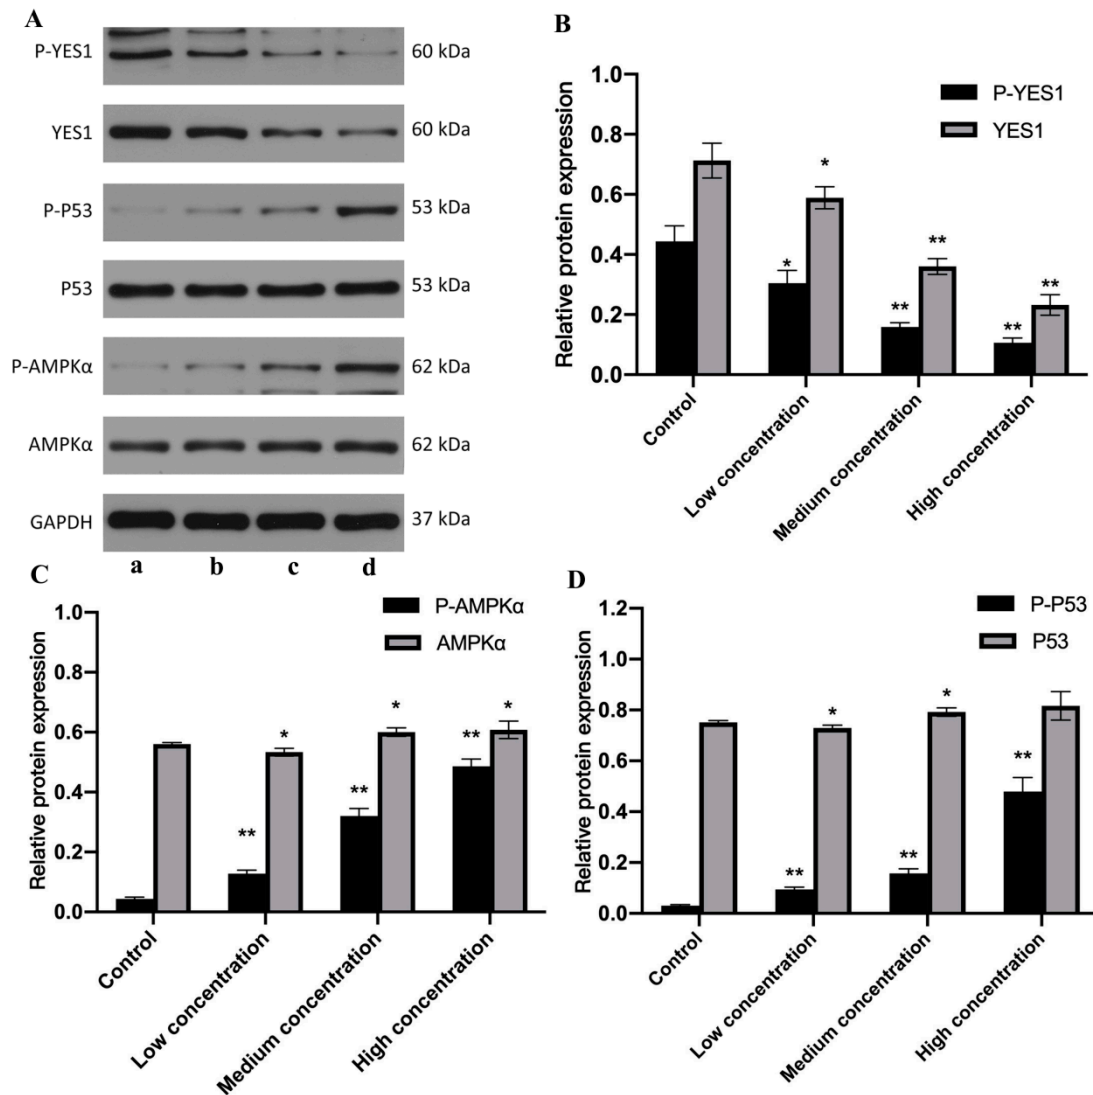 A
P-YES1
60 kDa
YES1
60 kDa
P-P53
53 kDa
P53
53 kDa
P-AMPKα
62 kDa
AMPKα
62 kDa
GAPDH
37 kDa
a b c d
B
P-YES1
YES1
Relative protein expression
1.0
0.8
0.6
0.4
0.2
0.0
*
*
**
**
**
**
Control
Low concentration
Medium concentration
High concentration
C
P-AMPKα
AMPKα
Relative protein expression
1.0
0.8
0.6
0.4
0.2
0.0
**
*
**
*
**
*
Control
Low concentration
Medium concentration
High concentration
D
P-P53
P53
Relative protein expression
1.2
1.0
0.8
0.6
0.4
0.2
0.0
**
*
**
*
**
Control
Low concentration
Medium concentration
High concentration